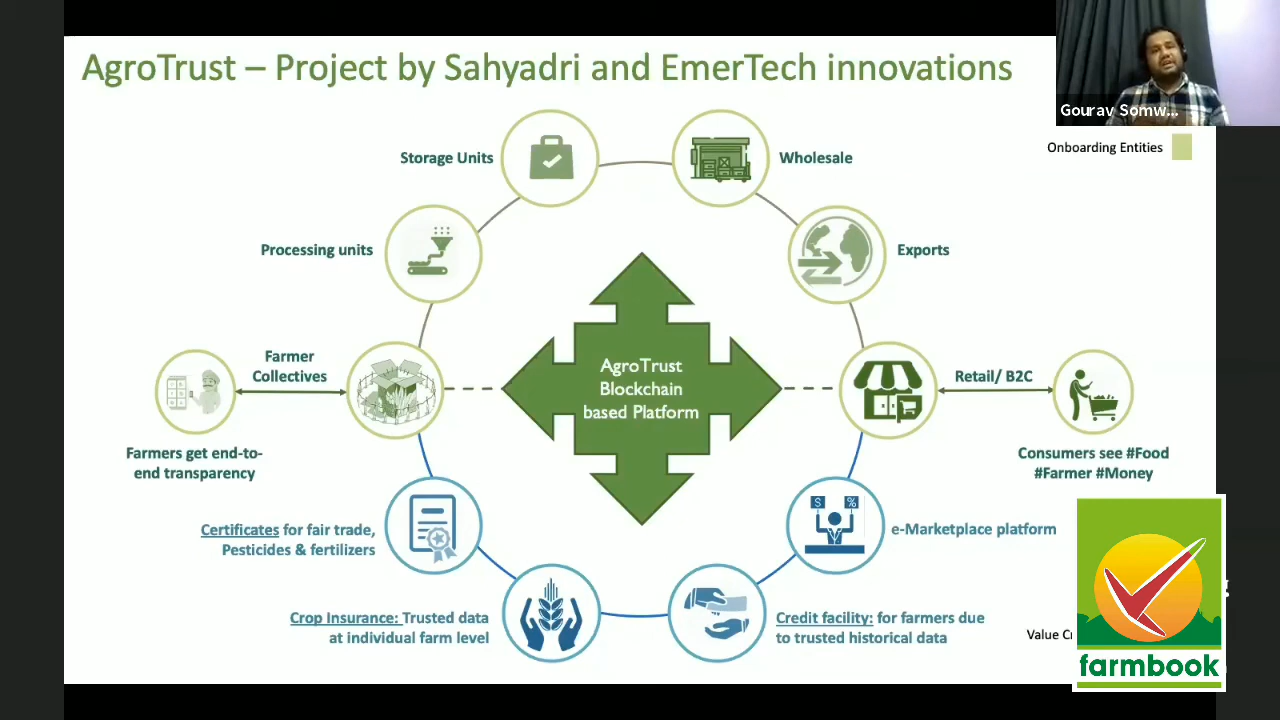 AgroTrust – Project by Sahyadri and EmerTech innovations
Gourav Somw...
Onboarding Entities
Storage Units
Wholesale
Processing units
Exports
Farmer
Collectives
AgroTrust
Blockchain
based Platform
Retail/ B2C
Farmers get end-to-
end transparency
Consumers see #Food
#Farmer #Money
Certificates for fair trade,
Pesticides & fertilizers
$ %
e-Marketplace platform
Crop Insurance: Trusted data
at individual farm level
Credit facility: for farmers due
to trusted historical data
Value
farmbook